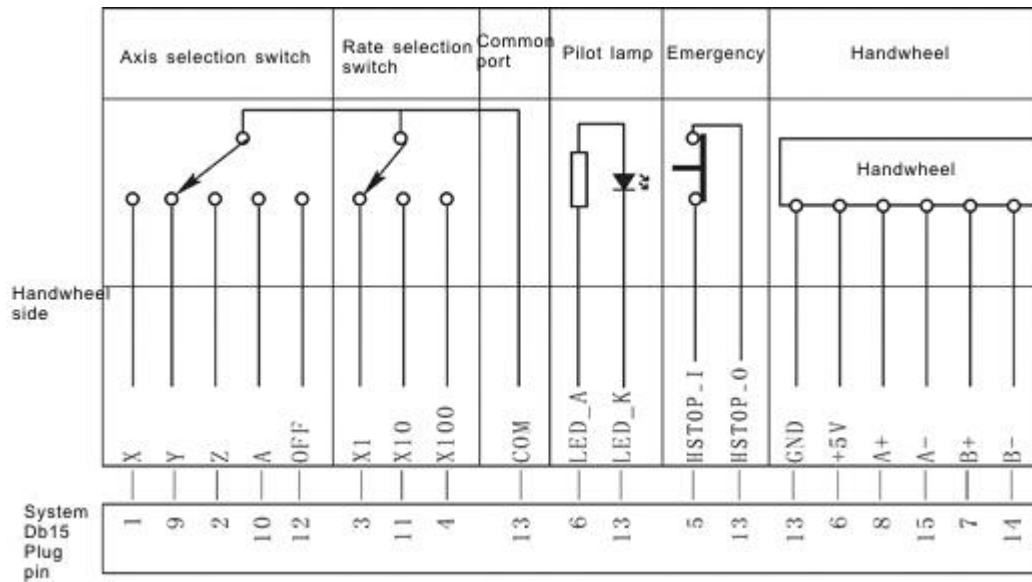 Axis selection switch
Rate selection
switch
Common
port
Pilot lamp
Emergency
Handwheel
Handwheel
Handwheel
side
X
Y
Z
A
OFF
X1
X10
X100
COM
LED_A
LED_K
HSTOP-I
HSTOP-O
GND
+5V
A+
A-
B+
B-
System
Db15
Plug
pin
1
9
2
10
12
3
11
4
13
6
13
5
13
13
6
8
15
7
14